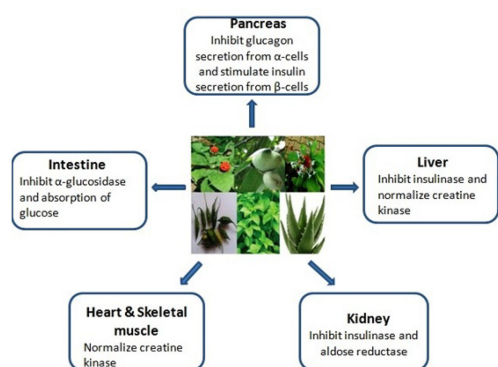 Pancreas
Inhibit glucagon
secretion from α-cells
and stimulate insulin
secretion from β-cells
Intestine
Inhibit α-glucosidase
and absorption of
glucose
Liver
Inhibit insulinase and
normalize creatine
kinase
Heart & Skeletal
muscle
Normalize creatine
kinase
Kidney
Inhibit insulinase and
aldose reductase